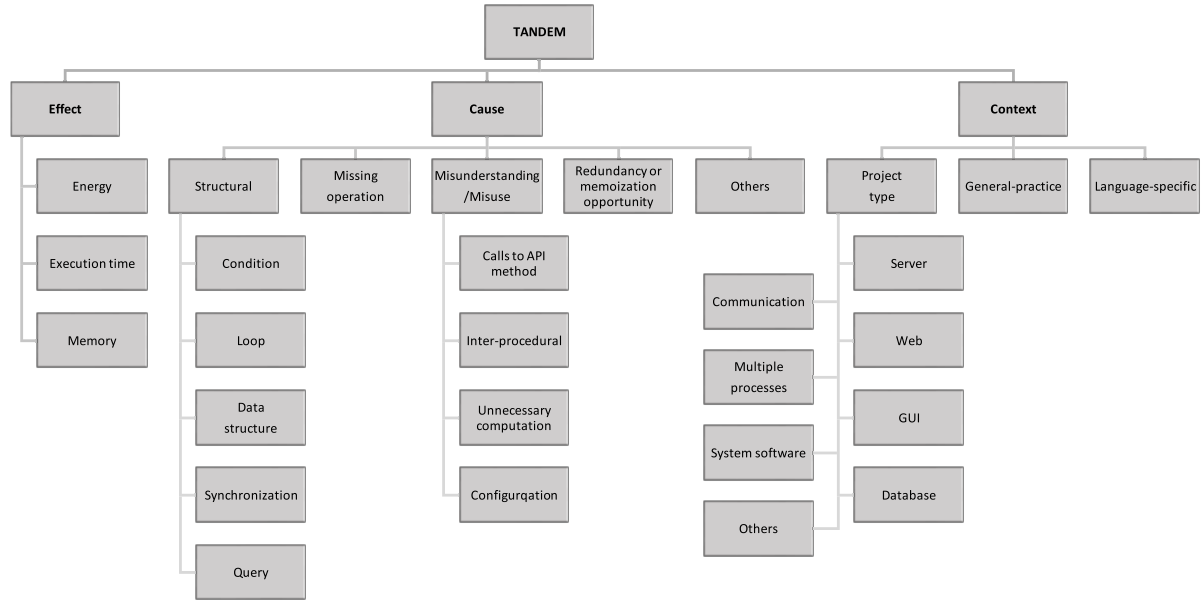 TANDEM
Effect
Cause
Context
Energy
Structural
Missing
operation
Misunderstanding
/Misuse
Redundancy or
memoization
opportunity
Others
Project
type
General-practice
Language-specific
Execution time
Condition
Calls to API
method
Server
Communication
Memory
Loop
Inter-procedural
Web
Multiple
processes
Data
structure
Unnecessary
computation
GUI
System software
Synchronization
Configurqation
Database
Others
Query